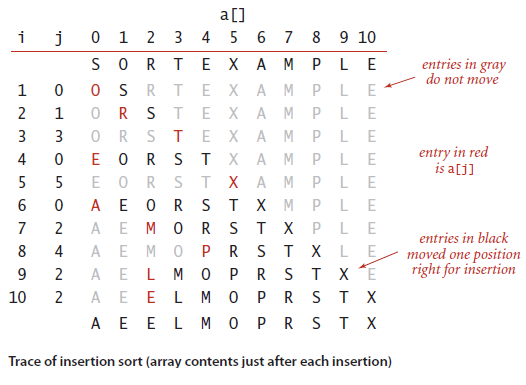 a[]
i j 0 1 2 3 4 5 6 7 8 9 10
S O R T E X A M P L E
1 0 O S R T E X A M P L E
2 1 O R S T E X A M P L E
3 3 O R S T E X A M P L E
4 0 E O R S T X A M P L E
5 5 E O R S T X A M P L E
6 0 A E O R S T X M P L E
7 2 A E M O R S T X P L E
8 4 A E M O P R S T X L E
9 2 A E L M O P R S T X E
10 2 A E E L M O P R S T X
A E E L M O P R S T X
entries in gray
do not move
entry in red
is a[j]
entries in black
moved one position
right for insertion
Trace of insertion sort (array contents just after each insertion)